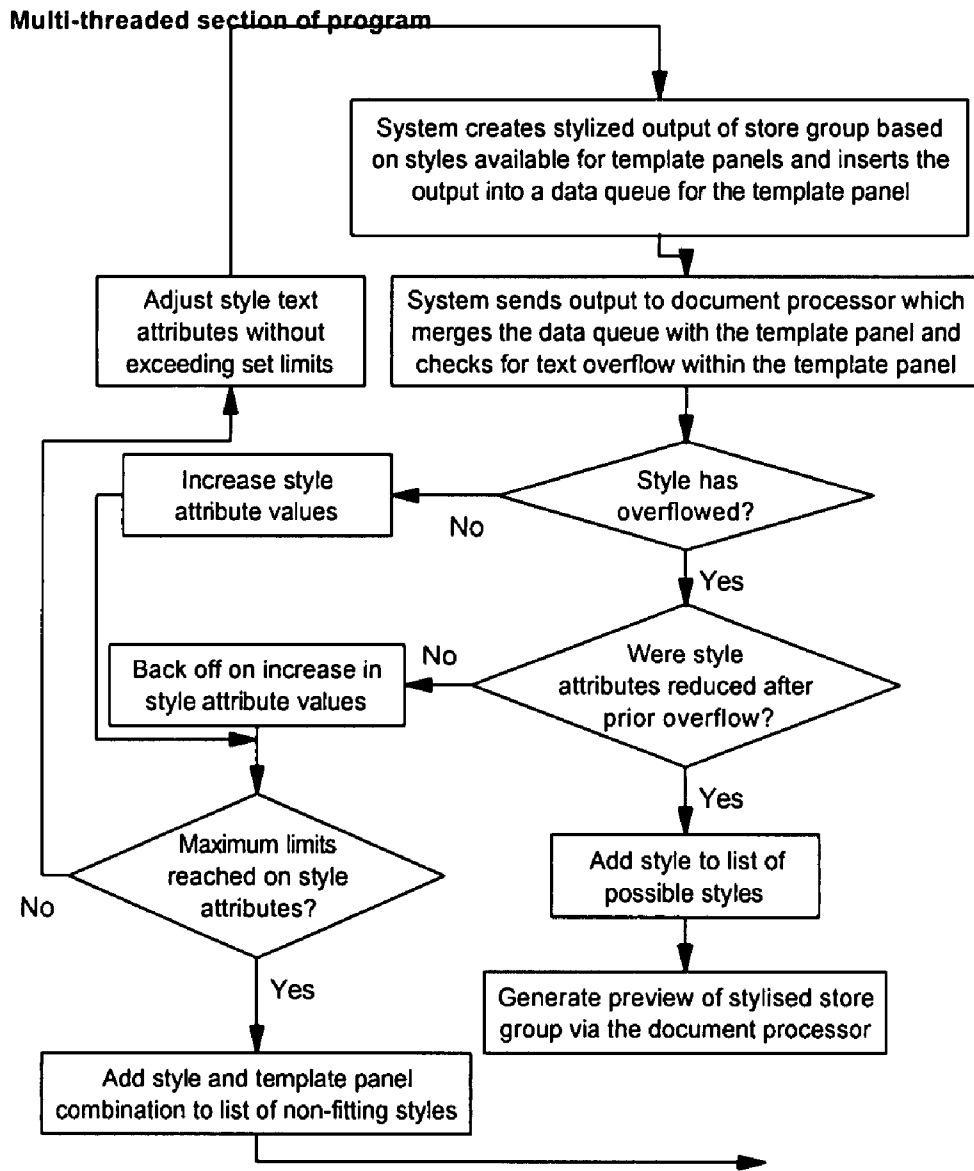 Multi-threaded section of program
System creates stylized output of store group based
on styles available for template panels and inserts the
output into a data queue for the template panel
Adjust style text
attributes without
exceeding set limits
System sends output to document processor which
merges the data queue with the template panel and
checks for text overflow within the template panel
Increase style
attribute values
No
Style has
overflowed?
Yes
Back off on increase in
style attribute values
No
Were style
attributes reduced after
prior overflow?
Yes
Maximum limits
reached on style
attributes?
No
Yes
Add style to list of
possible styles
Generate preview of stylised store
group via the document processor
Add style and template panel
combination to list of non-fitting styles